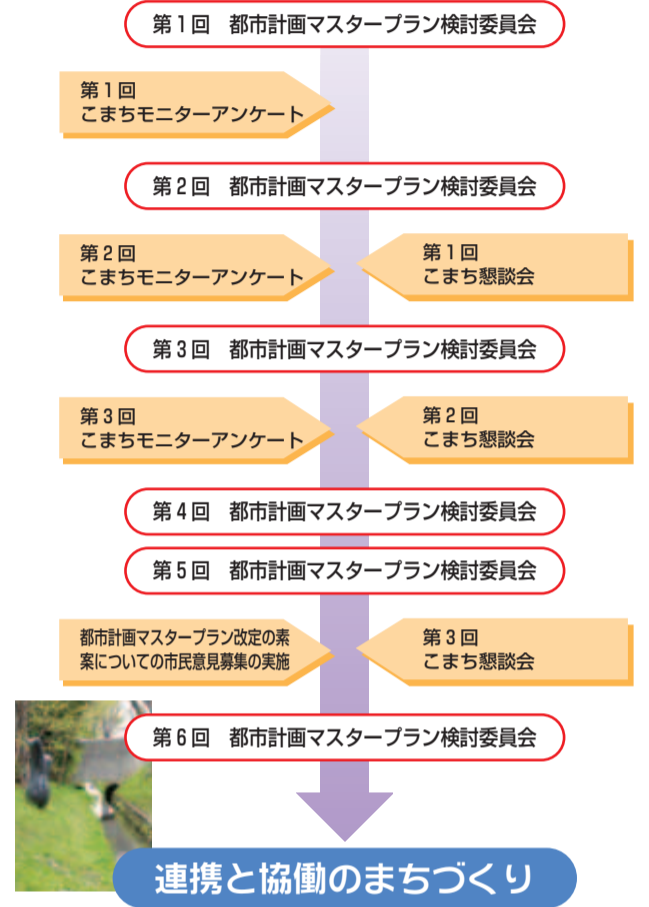 第1回　都市計画マスタープラン検討委員会
第1回
こまちモニターアンケート
第2回　都市計画マスタープラン検討委員会
第2回
こまちモニターアンケート
第1回
こまち懇談会
第3回　都市計画マスタープラン検討委員会
第3回
こまちモニターアンケート
第2回
こまち懇談会
第4回　都市計画マスタープラン検討委員会
第5回　都市計画マスタープラン検討委員会
都市計画マスタープラン改定の素
案についての市民意見募集の実施
第3回
こまち懇談会
第6回　都市計画マスタープラン検討委員会
連携と協働のまちづくり